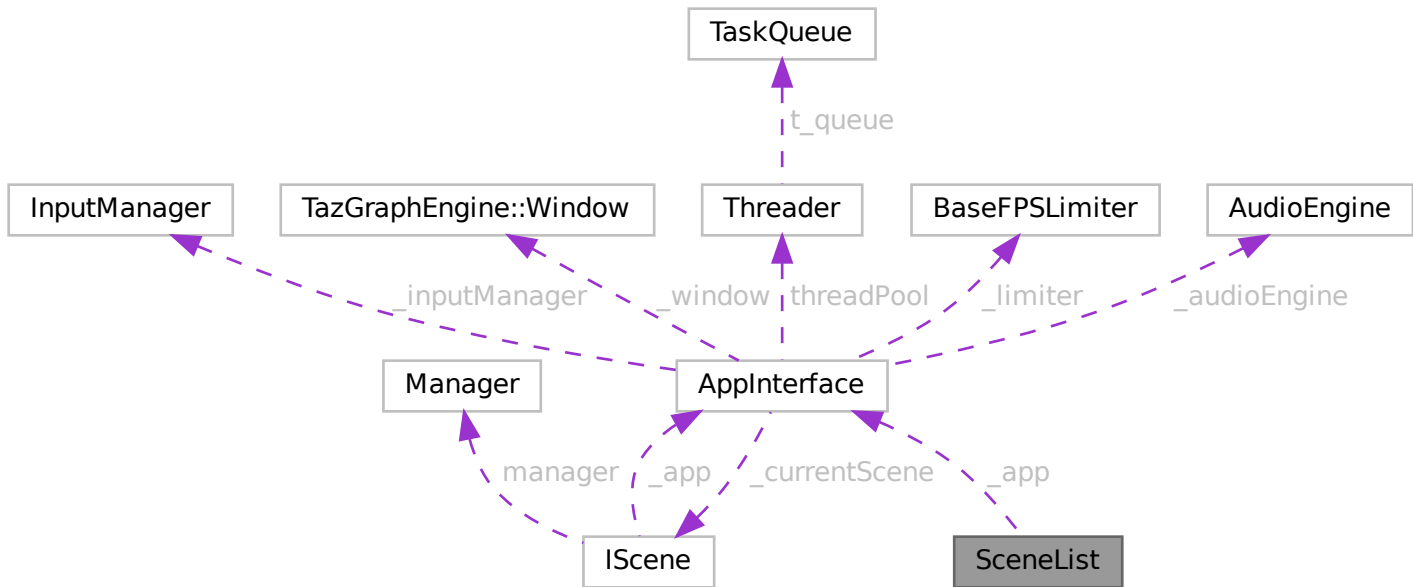 TaskQueue
t_queue
InputManager
TazGraphEngine::Window
Threader
BaseFPSLimiter
AudioEngine
_inputManager
_window
threadPool
_limiter
_audioEngine
Manager
AppInterface
manager
_app
_currentScene
_app
IScene
SceneList